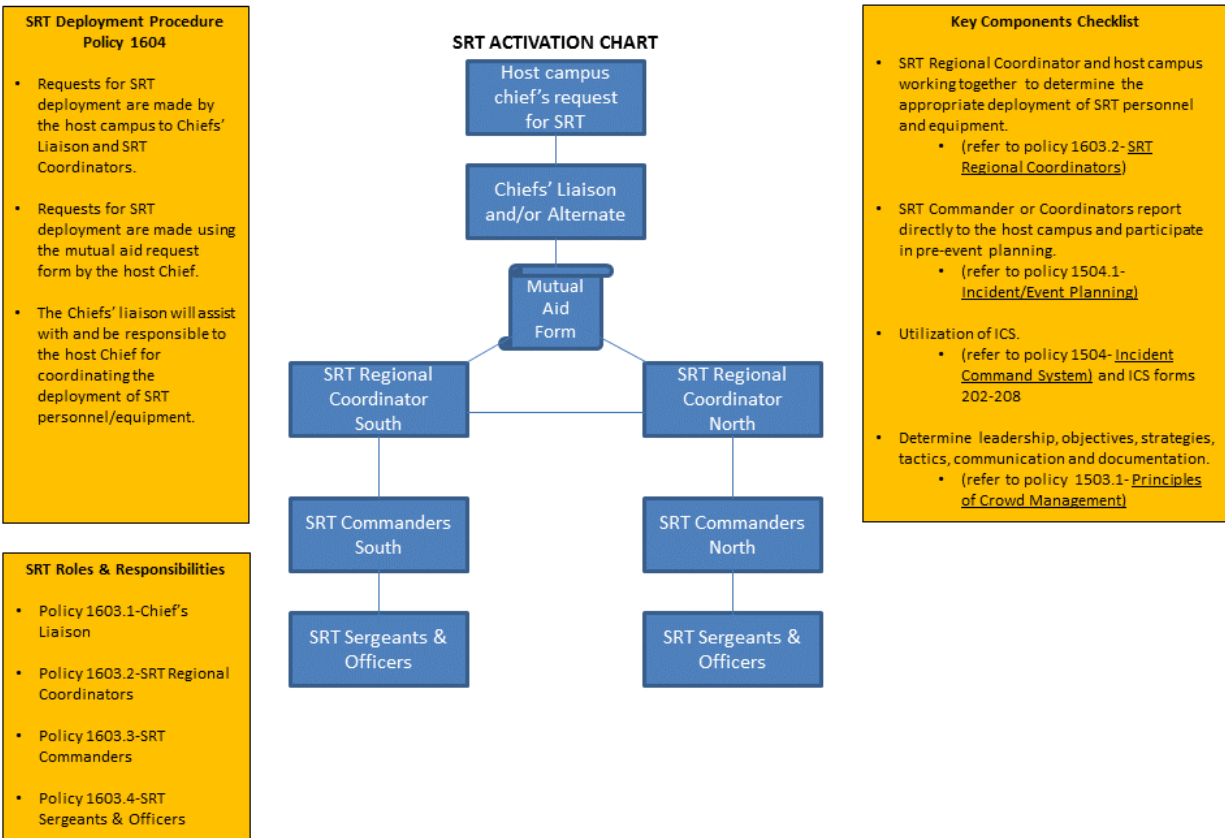 SRT Deployment Procedure
Policy 1604
• Requests for SRT
deployment are made by
the host campus to Chiefs'
Liaison and SRT
Coordinators.
• Requests for SRT
deployment are made using
the mutual aid request
form by the host Chief.
• The Chiefs' liaison will assist
with and be responsible to
the host Chief for
coordinating the
deployment of SRT
personnel/equipment.
SRT Roles & Responsibilities
• Policy 1603.1-Chief's
Liaison
• Policy 1603.2-SRT Regional
Coordinators
• Policy 1603.3-SRT
Commanders
• Policy 1603.4-SRT
Sergeants & Officers
SRT ACTIVATION CHART
Host campus
chief's request
for SRT
Chiefs' Liaison
and/or Alternate
Mutual
Aid
Form
SRT Regional
Coordinator
South
SRT Regional
Coordinator
North
SRT Commanders
South
SRT Commanders
North
SRT Sergeants &
Officers
SRT Sergeants &
Officers
Key Components Checklist
• SRT Regional Coordinator and host campus
working together to determine the
appropriate deployment of SRT personnel
and equipment.
• (refer to policy 1603.2- SRT
Regional Coordinators)
• SRT Commander or Coordinators report
directly to the host campus and participate
in pre-event planning.
• (refer to policy 1504.1-
Incident/Event Planning)
• Utilization of ICS.
• (refer to policy 1504- Incident
Command System) and ICS forms
202-208
• Determine leadership, objectives, strategies,
tactics, communication and documentation.
• (refer to policy 1503.1- Principles
of Crowd Management)